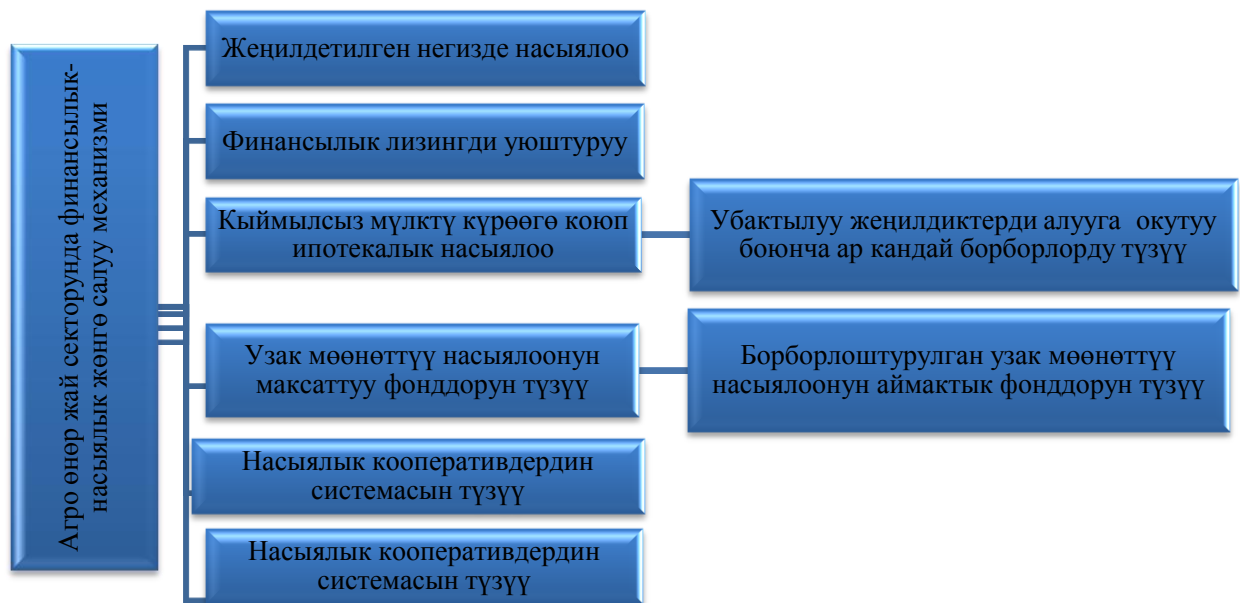 Агро өнөр жай секторунда финансылык-
насыялык жөнгө салуу механизми
Жеңилдетилген негизде насыялоо
Финансылык лизингди уюштуруу
Кыймылсыз мүлктү күрөөгө коюп
ипотекалык насыялоо
Убактылуу жеңилдиктерди алууга окутуу
боюнча ар кандай борборлорду түзүү
Узак мөөнөттүү насыялоонун
максаттуу фонддорун түзүү
Борборлоштурулган узак мөөнөттүү
насыялоонун аймактык фонддорун түзүү
Насыялык кооперативдердин
системасын түзүү
Насыялык кооперативдердин
системасын түзүү